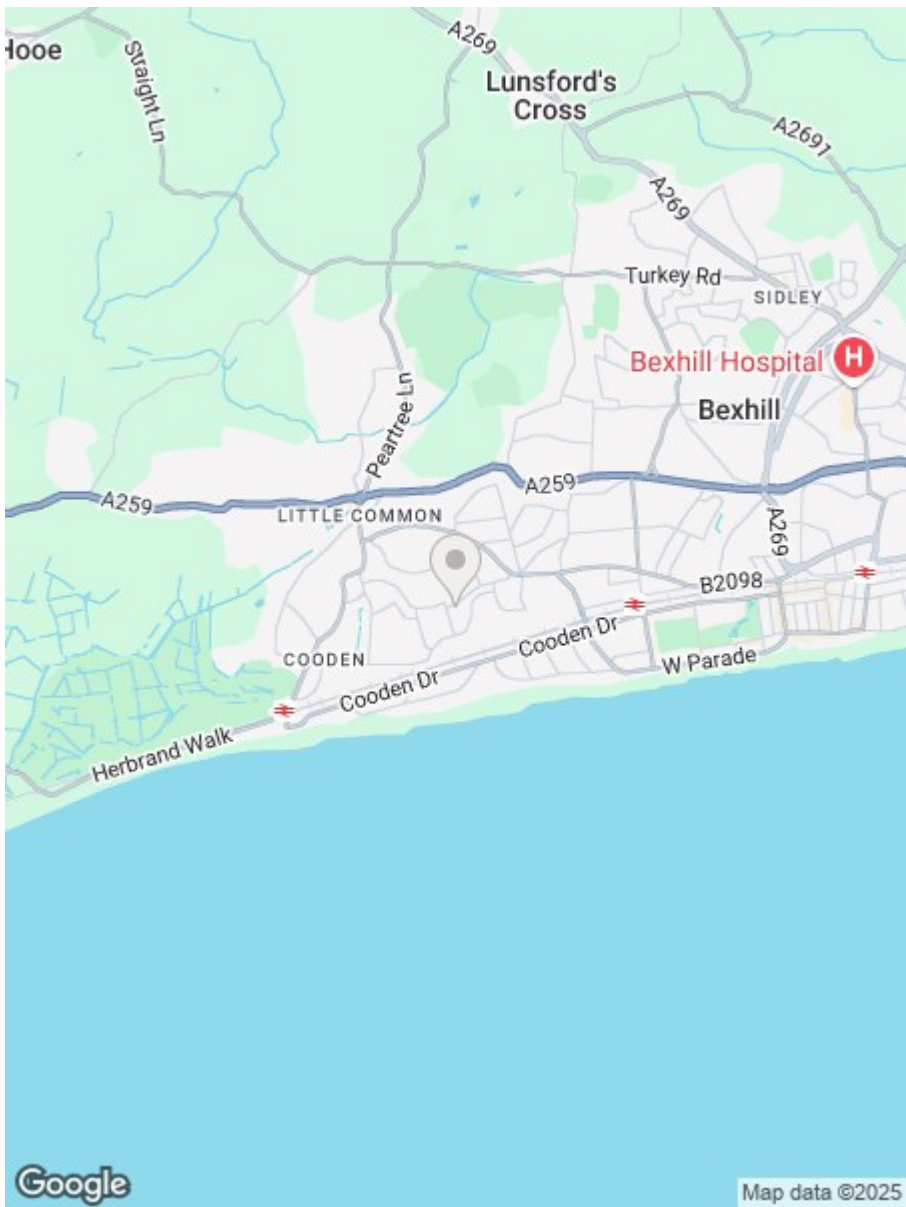 Hooe
Straight Ln
A269
Lunsford's
Cross
A2691
A269
Turkey Rd
SIDLEY
Bexhill Hospital
H
Bexhill
Peartree Ln
A259
A259
LITTLE COMMON
A269
B2098
Cooden Dr
W Parade
COODEN
Cooden Dr
Herbrand Walk
Google
Map data ©2025